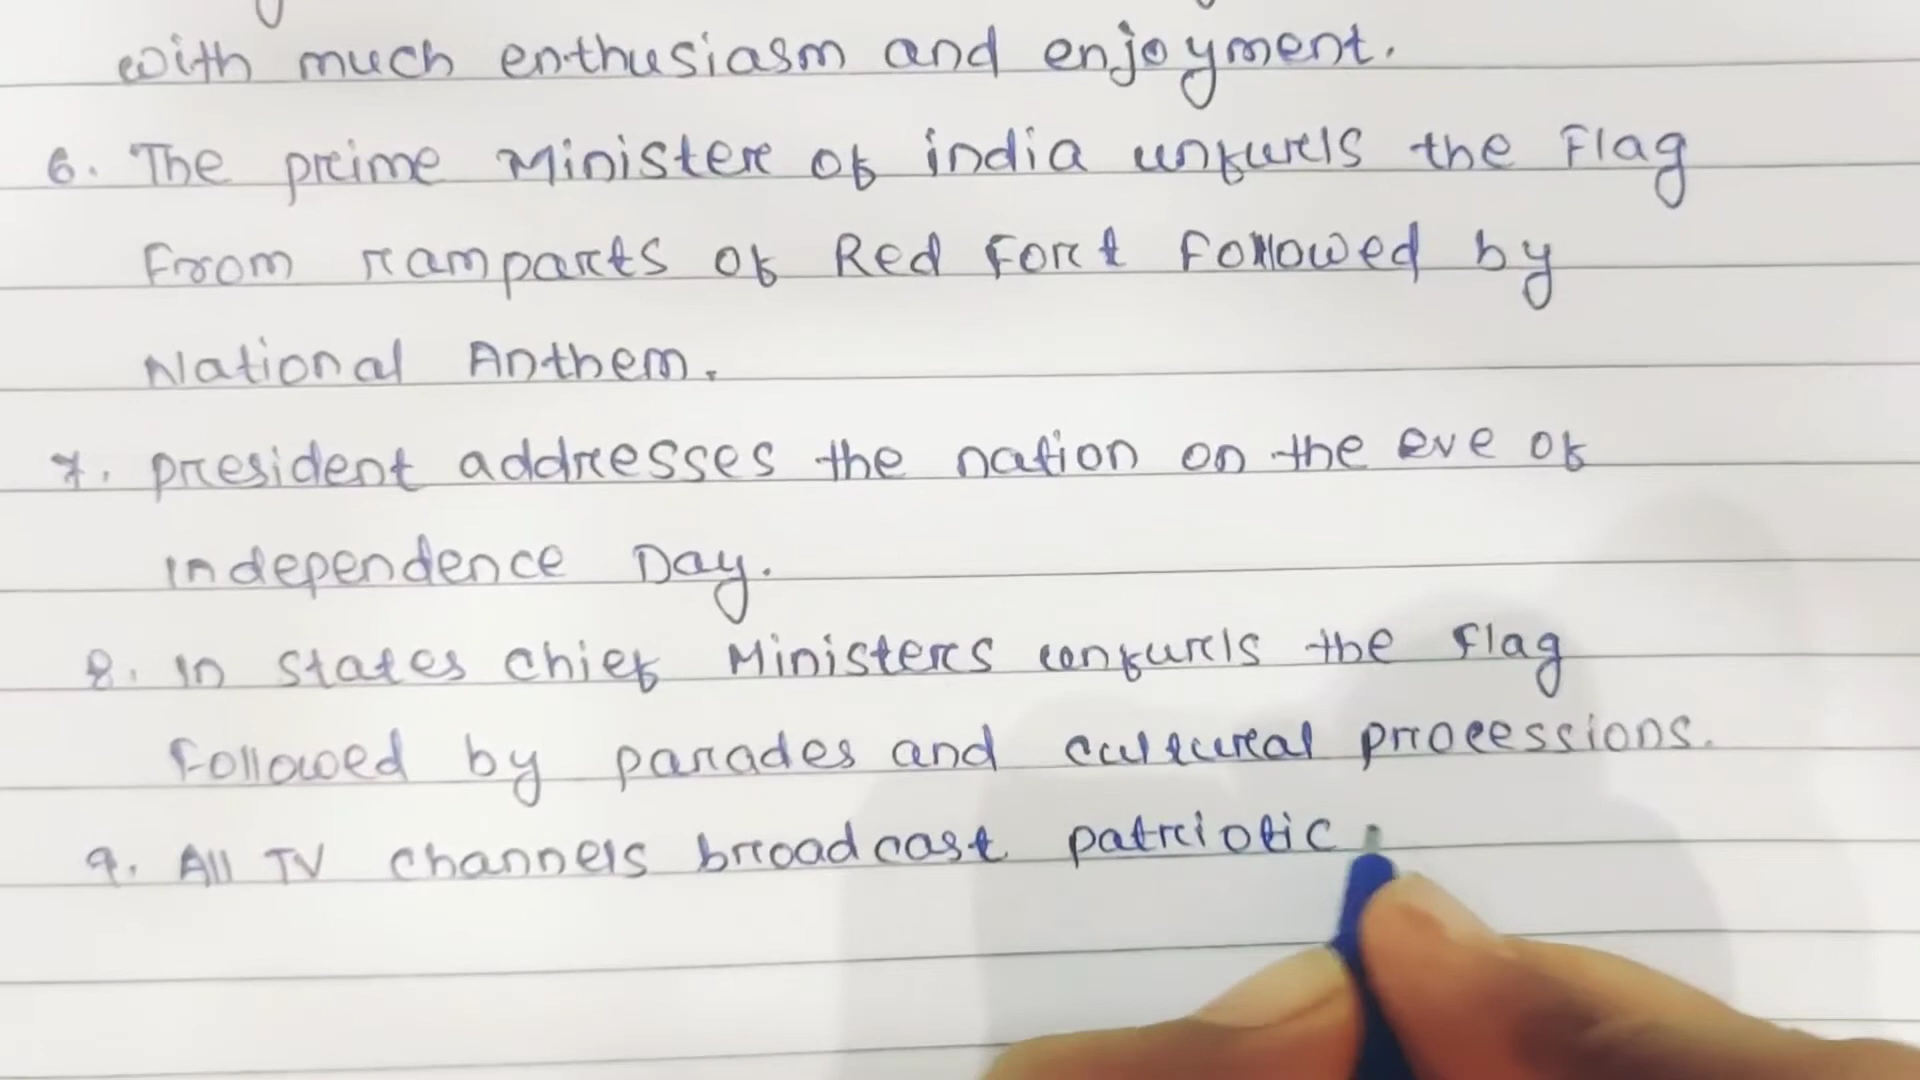 with much enthusiasm and enjoyment.
6. The prime Minister of india unfurls the Flag
From ramparts of Red Fort Followed by
National Anthem.
7. president addresses the nation on the eve of
Independence Day.
8. In states chief Ministers unfurls the Flag
Followed by parades and cultural processions.
9. All TV channels broadcast patriotic